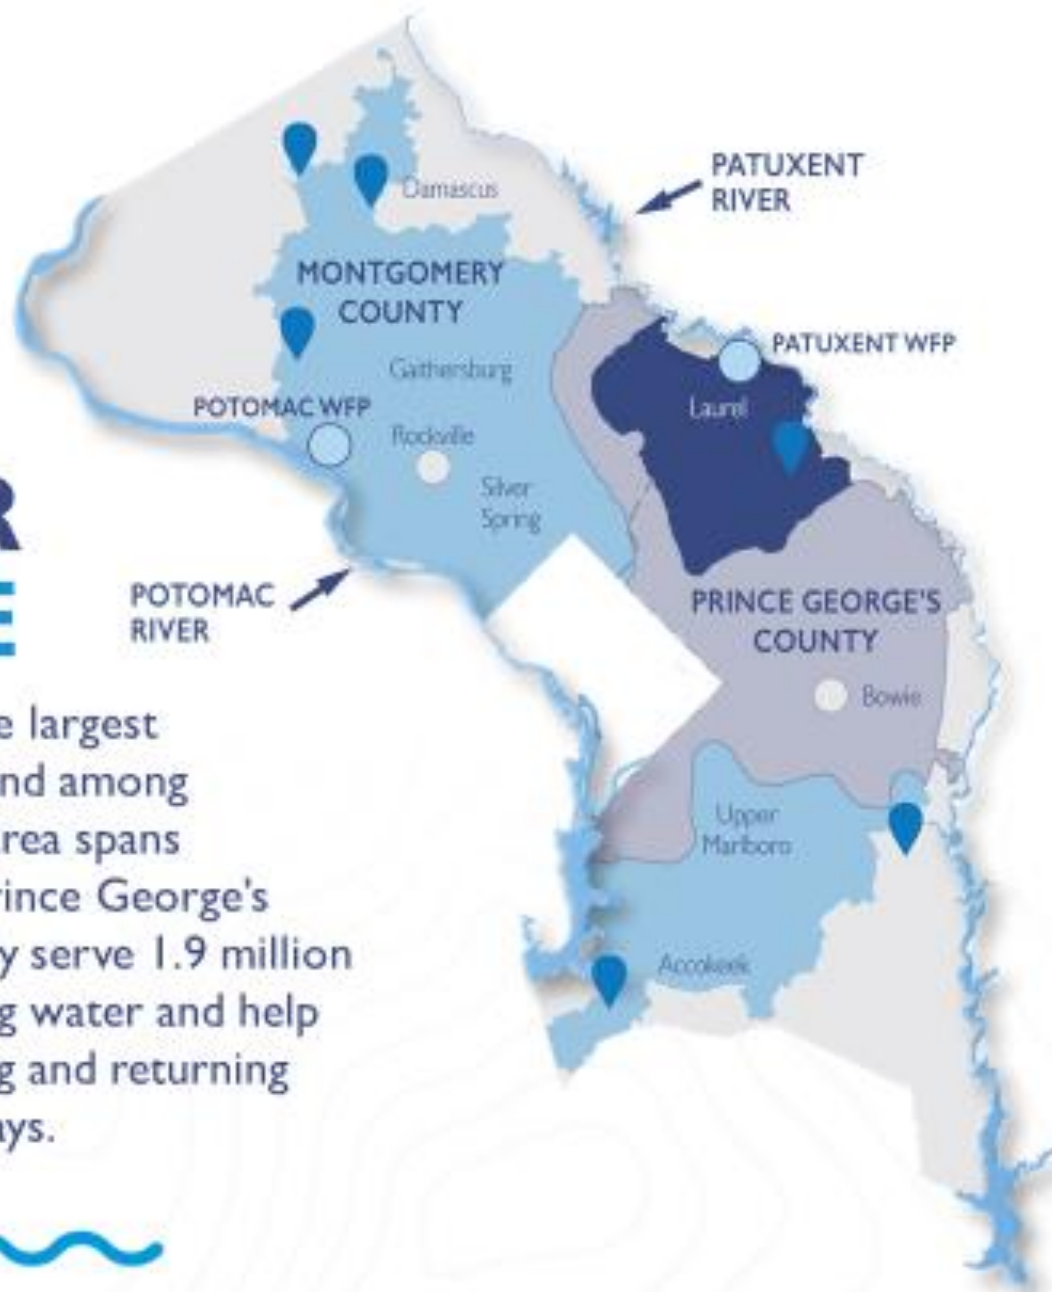 PATUXENT
RIVER
Damascus
MONTGOMERY
COUNTY
PATUXENT WFP
Gaithersburg
Laurel
POTOMAC WFP
Rockville
Silver
Spring
R
E
POTOMAC
RIVER
PRINCE GEORGE'S
COUNTY
Bowie
e largest
nd among
rea spans
rince George's
y serve 1.9 million
g water and help
g and returning
ays.
Upper
Marlboro
Accokeek